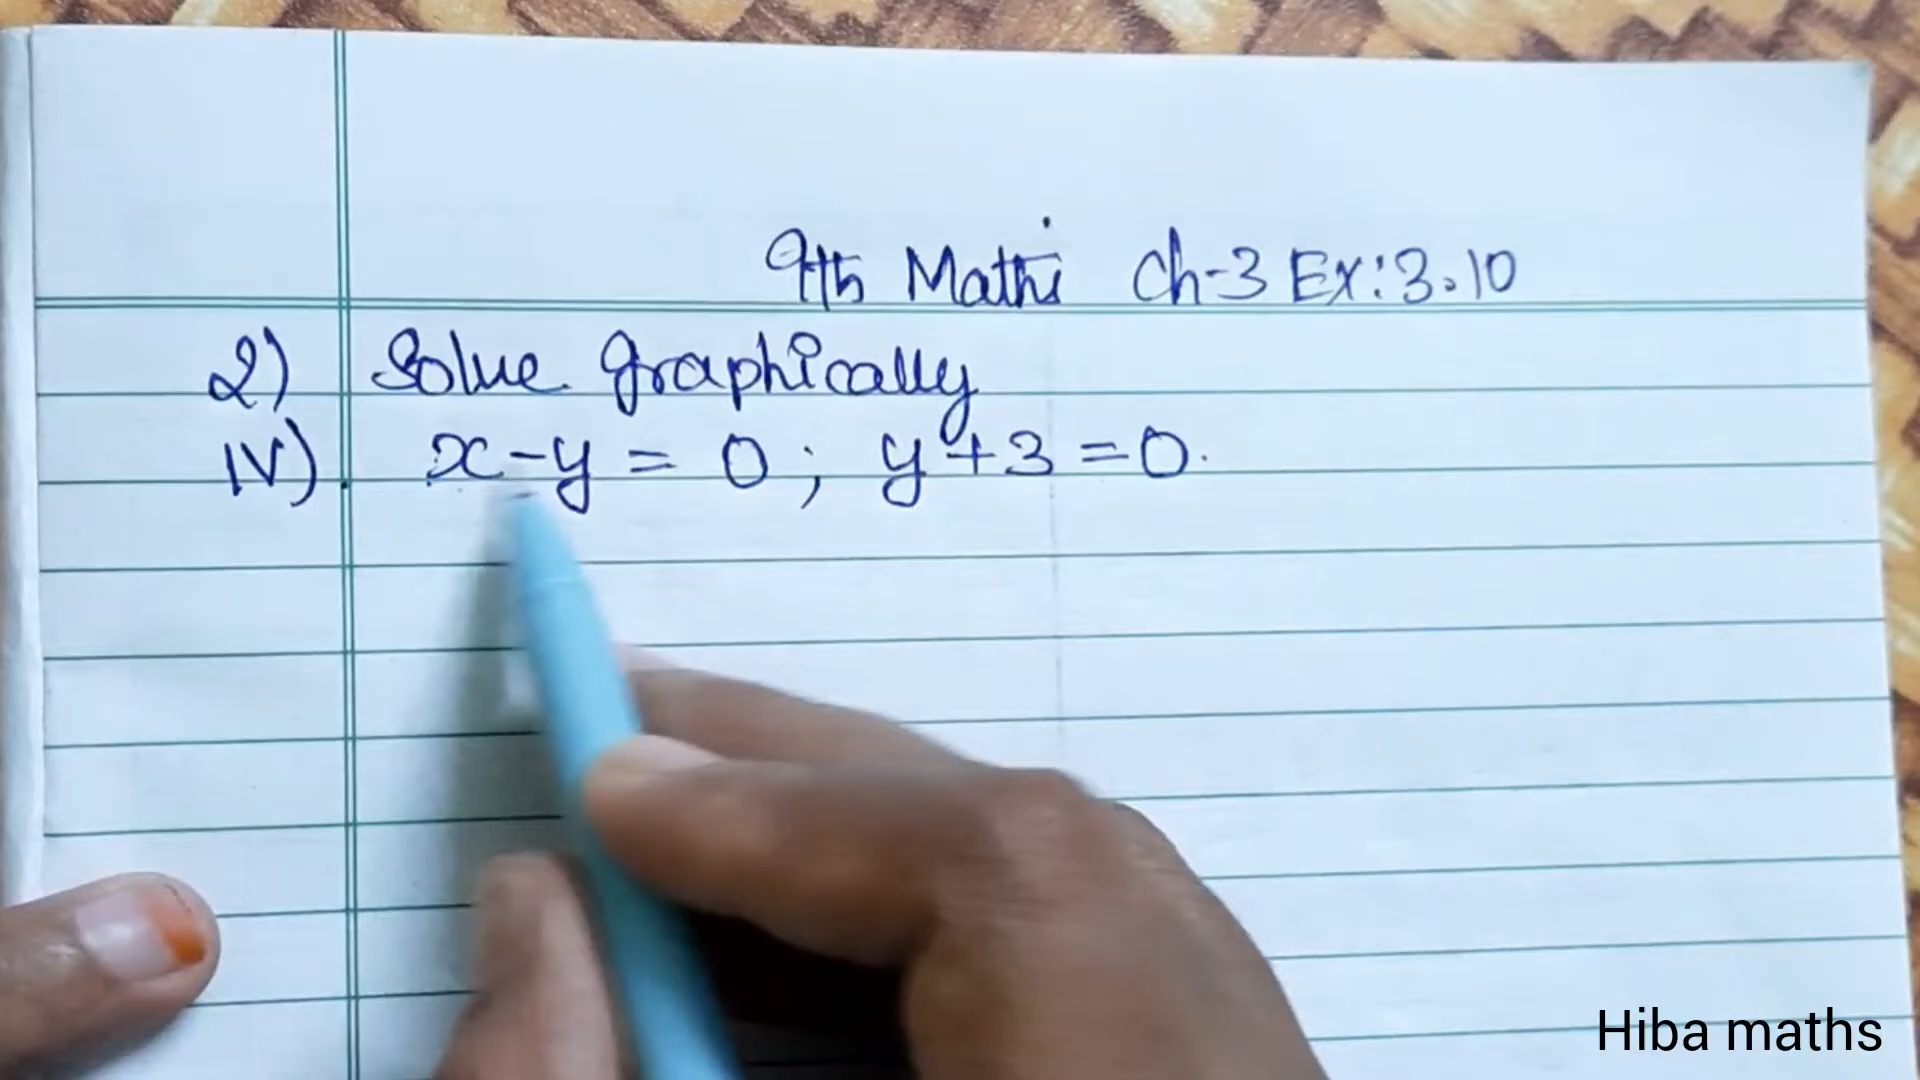 9th Maths Ch-3 Ex:3.10
2) Solve graphically
IV) x-y = 0 ; y+3=0.
Hiba maths